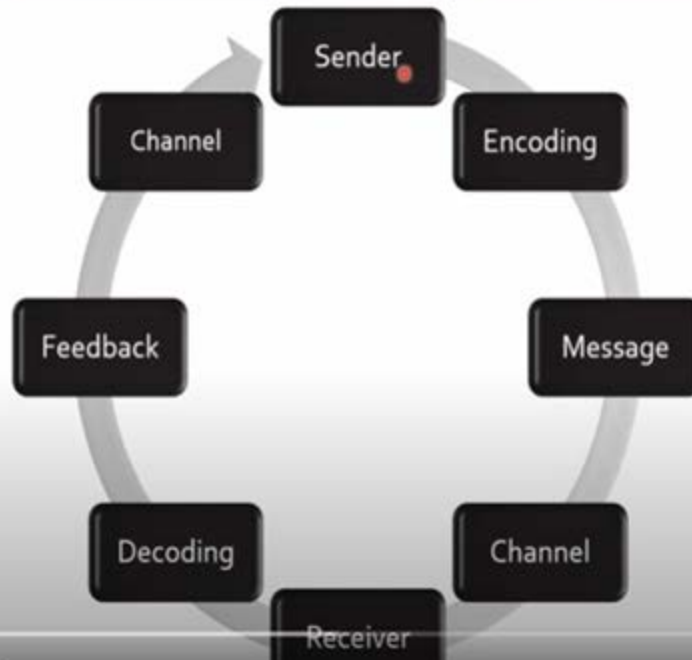 Sender
Encoding
Message
Channel
Receiver
Decoding
Feedback
Channel